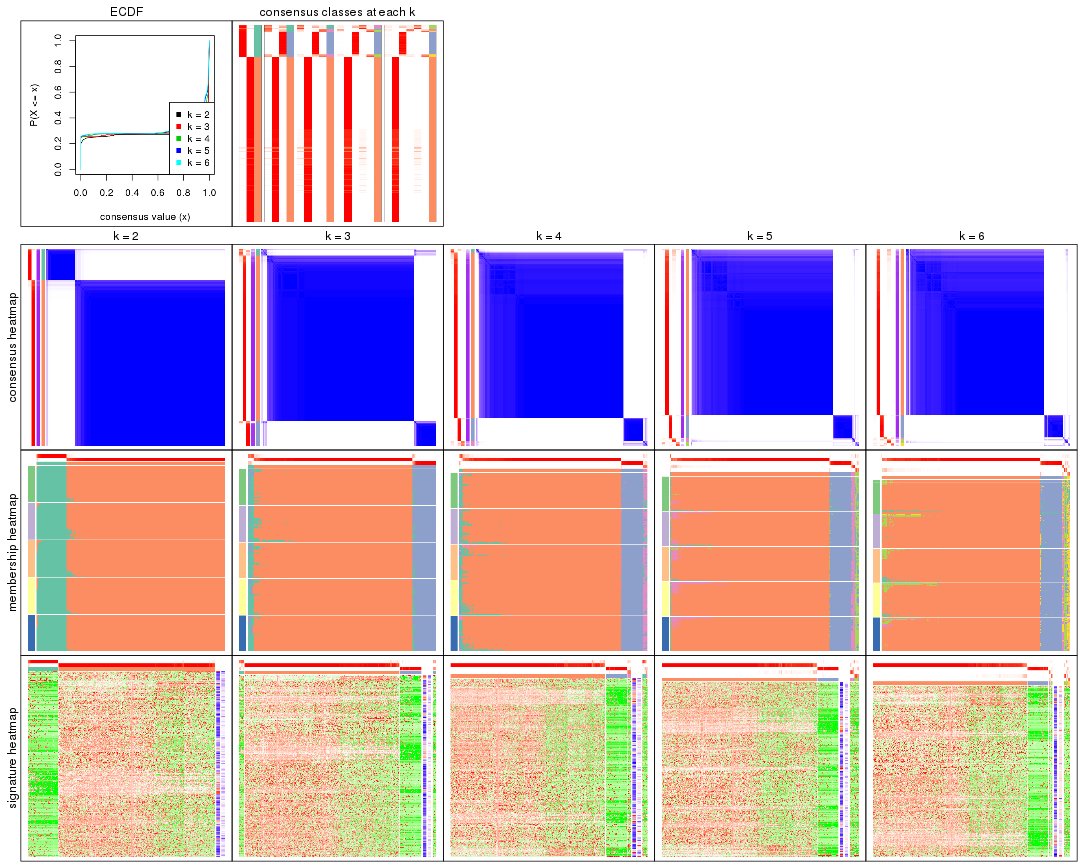 ECDF
consensus classes at each k
P(X <= x)
0.0 0.2 0.4 0.6 0.8 1.0
k = 2
k = 3
k = 4
k = 5
k = 6
0.0 0.2 0.4 0.6 0.8 1.0
consensus value (x)
k = 2 k = 3 k = 4 k = 5 k = 6
consensus heatmap
membership heatmap
signature heatmap